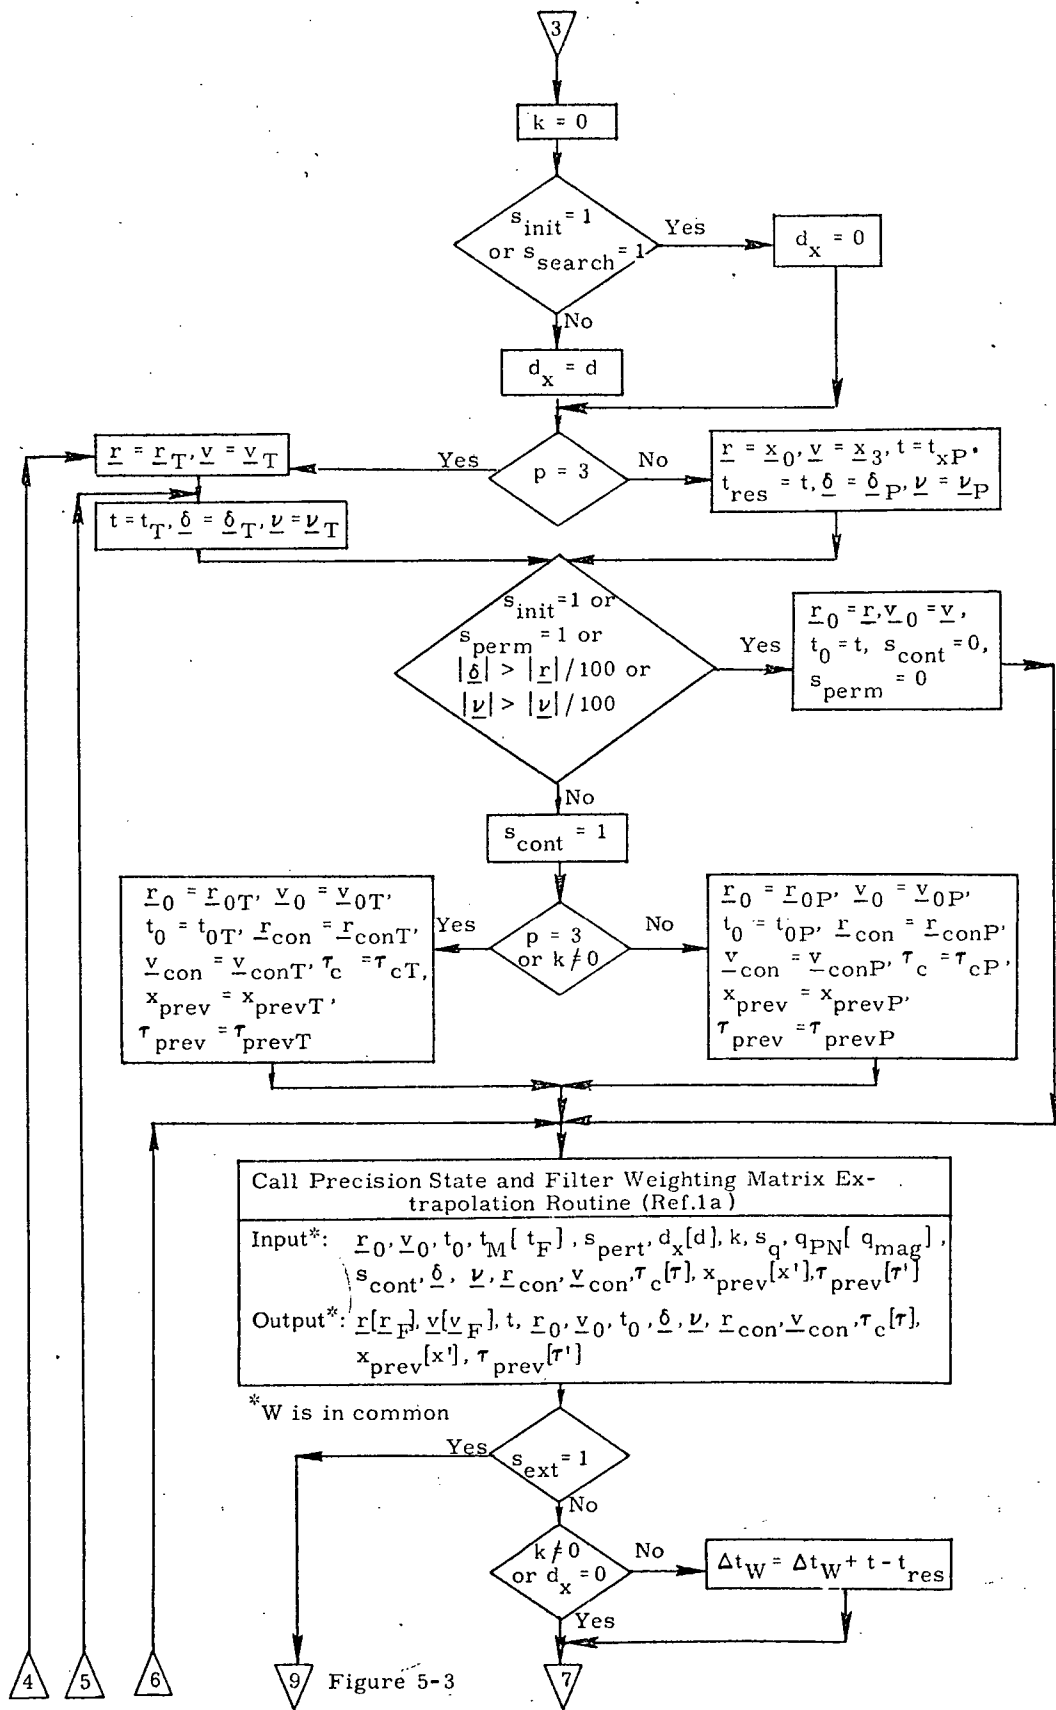 3
k = 0
s_init = 1
or s_search = 1
Yes
d_x = 0
No
d_x = d
r = r_T, v = v_T
Yes
p = 3
No
r = x_0, v = x_3, t = t_xP,
t_res = t, δ = δ_P, ν = ν_P
t = t_T, δ = δ_T, ν = ν_T
s_init = 1 or
s_perm = 1 or
|δ| > |r| / 100 or
|ν| > |ν| / 100
Yes
r_0 = r, v_0 = v,
t_0 = t, s_cont = 0,
s_perm = 0
No
s_cont = 1
r_0 = r_0T, v_0 = v_0T,
t_0 = t_0T, r_con = r_conT,
v_con = v_conT, τ_c = τ_cT,
x_prev = x_prevT,
τ_prev = τ_prevT
Yes
p = 3
or k ≠ 0
No
r_0 = r_0P, v_0 = v_0P,
t_0 = t_0P, r_con = r_conP,
v_con = v_conP, τ_c = τ_cP,
x_prev = x_prevP,
τ_prev = τ_prevP
Call Precision State and Filter Weighting Matrix Ex-
trapolation Routine (Ref.1a)
Input*: r_0, v_0, t_0, t_M[t_F], s_pert, d_x[d], k, s_q, q_PN[q_mag],
s_cont, δ, ν, r_con, v_con, τ_c[τ], x_prev[x'], τ_prev[τ']
Output*: r[r_F], v[v_F], t, r_0, v_0, t_0, δ, ν, r_con, v_con, τ_c[τ],
x_prev[x'], τ_prev[τ']
*W is in common
Yes
s_ext = 1
No
k ≠ 0
or d_x = 0
No
Δt_W = Δt_W + t - t_res
Yes
4
5
6
9
Figure 5-3
7